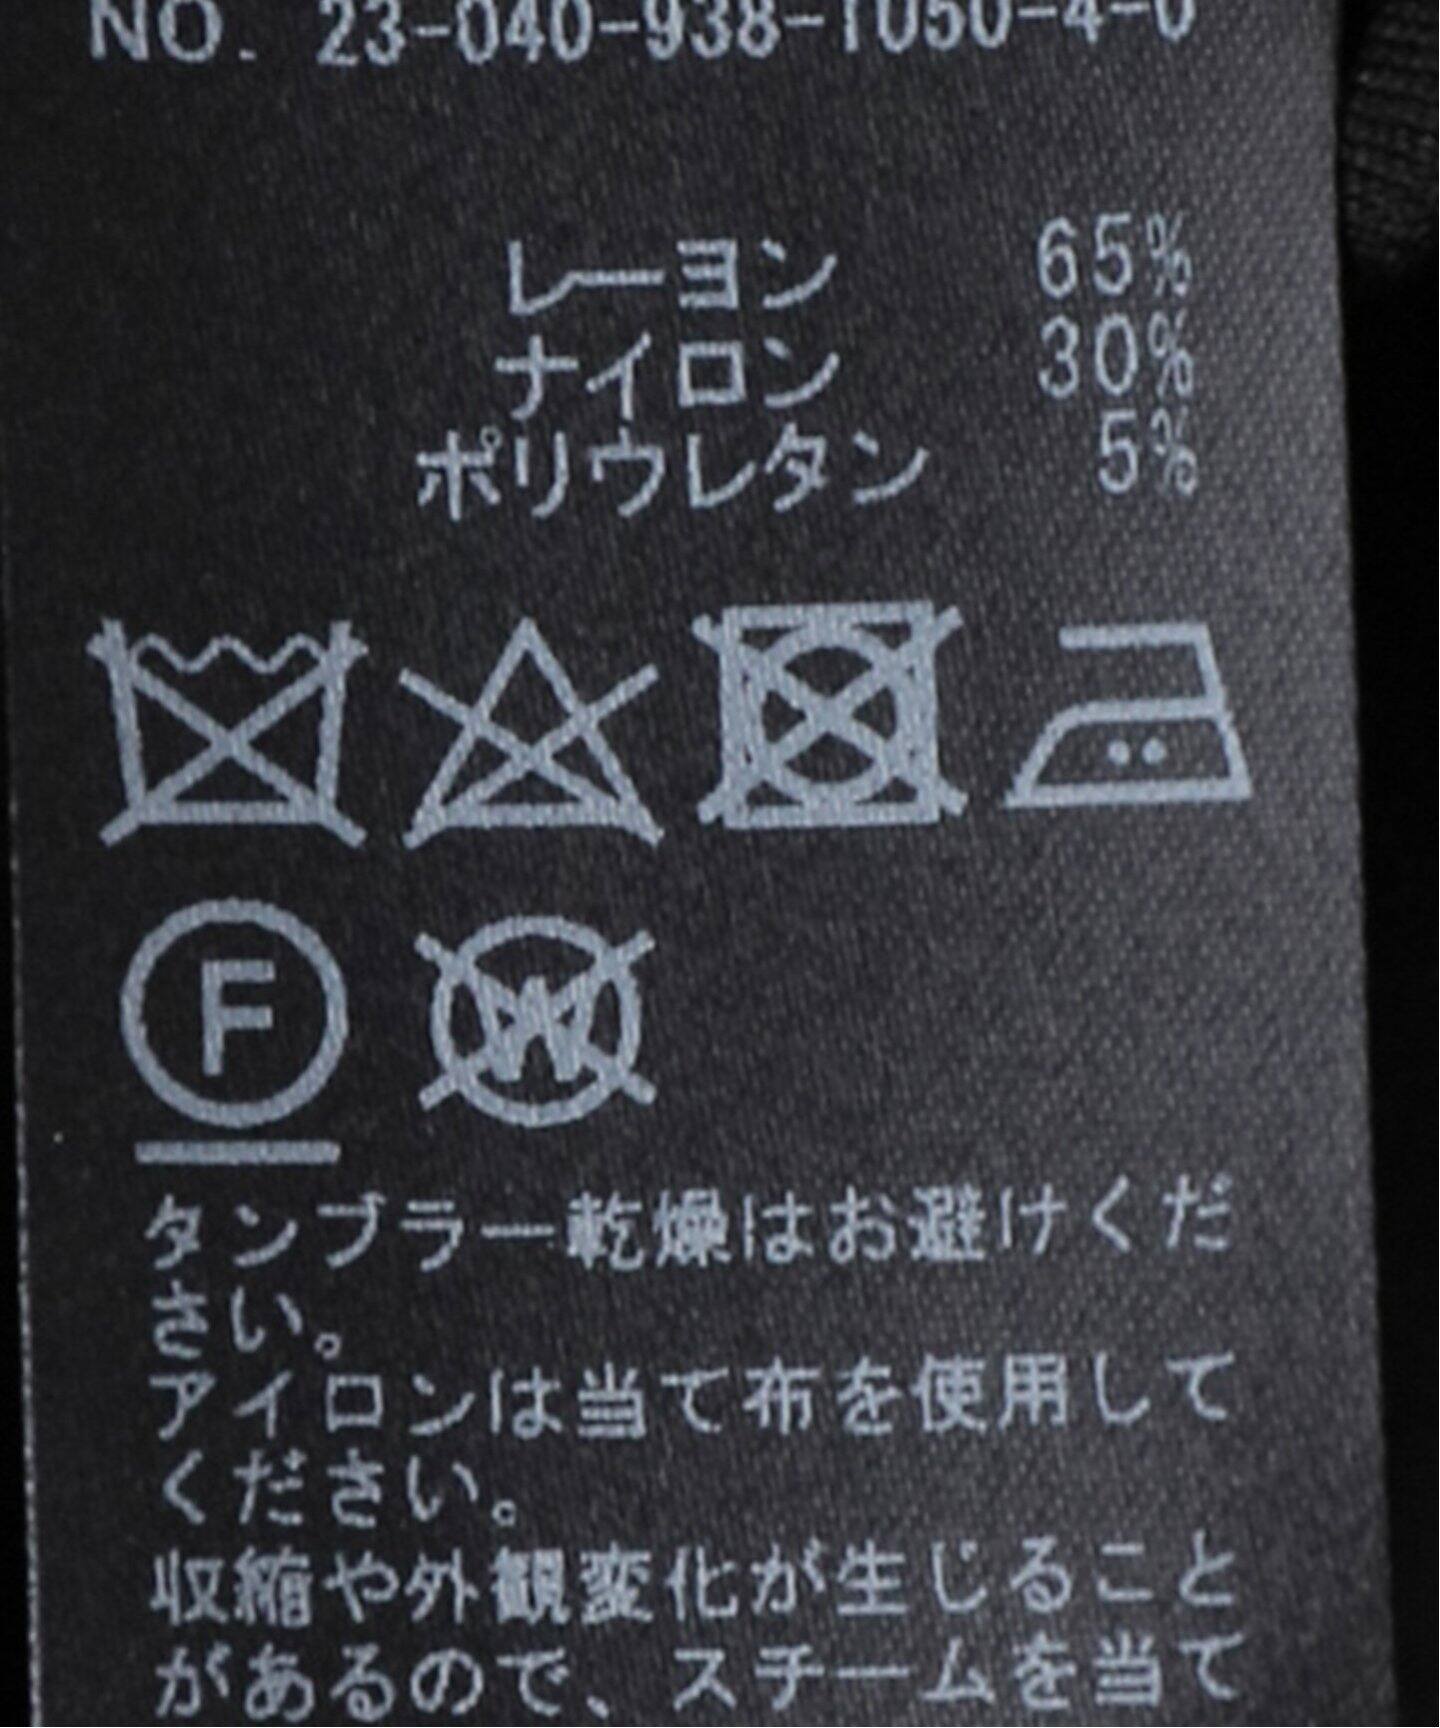 NO. 23-040-938-1050-4-0
レーヨン 65%
ナイロン 30%
ポリウレタン 5%
F W
タンブラー乾燥はお避けくだ
さい。
アイロンは当て布を使用して
ください。
収縮や外観変化が生じること
があるので、スチームを当て